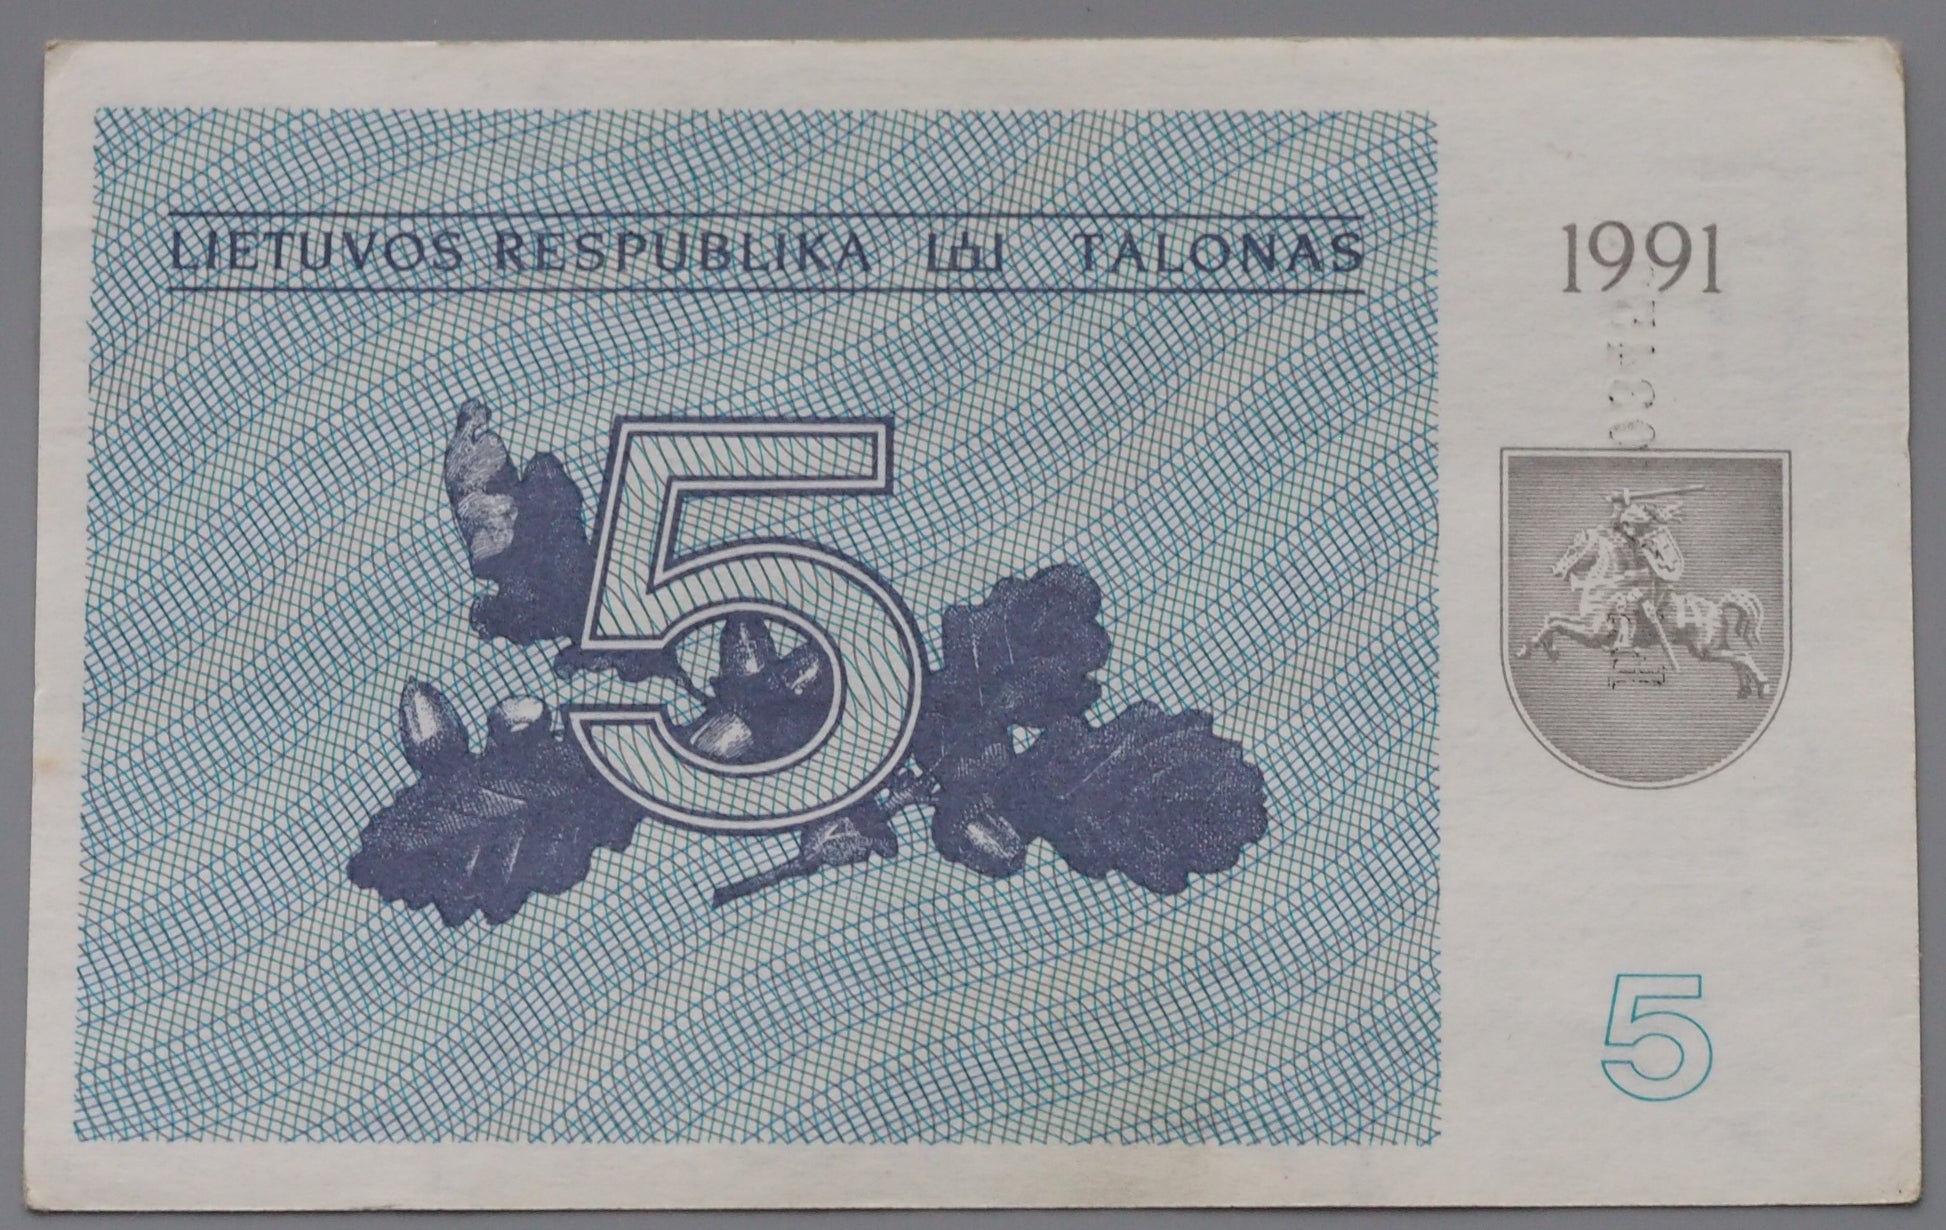 LIETUVOS RESPUBLIKA TALONAS
1991
5
5